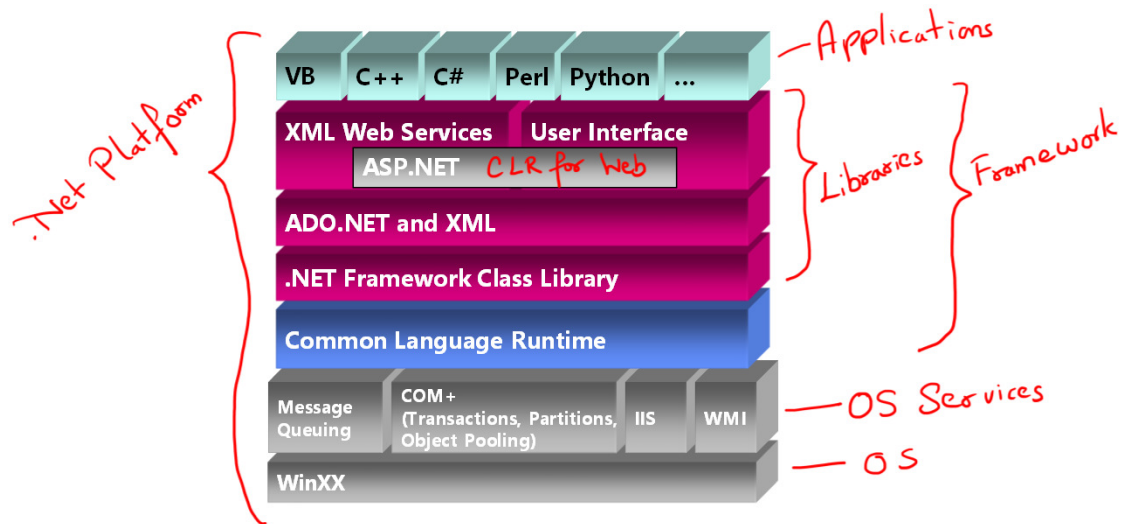 Applications
VB C++ C# Perl Python ...
XML Web Services User Interface
ASP.NET CLR for Web
ADO.NET and XML
.NET Framework Class Library
Common Language Runtime
Libraries
Framework
.Net Platform
Message
Queuing
COM+
(Transactions, Partitions,
Object Pooling)
IIS
WMI
OS Services
WinXX
OS